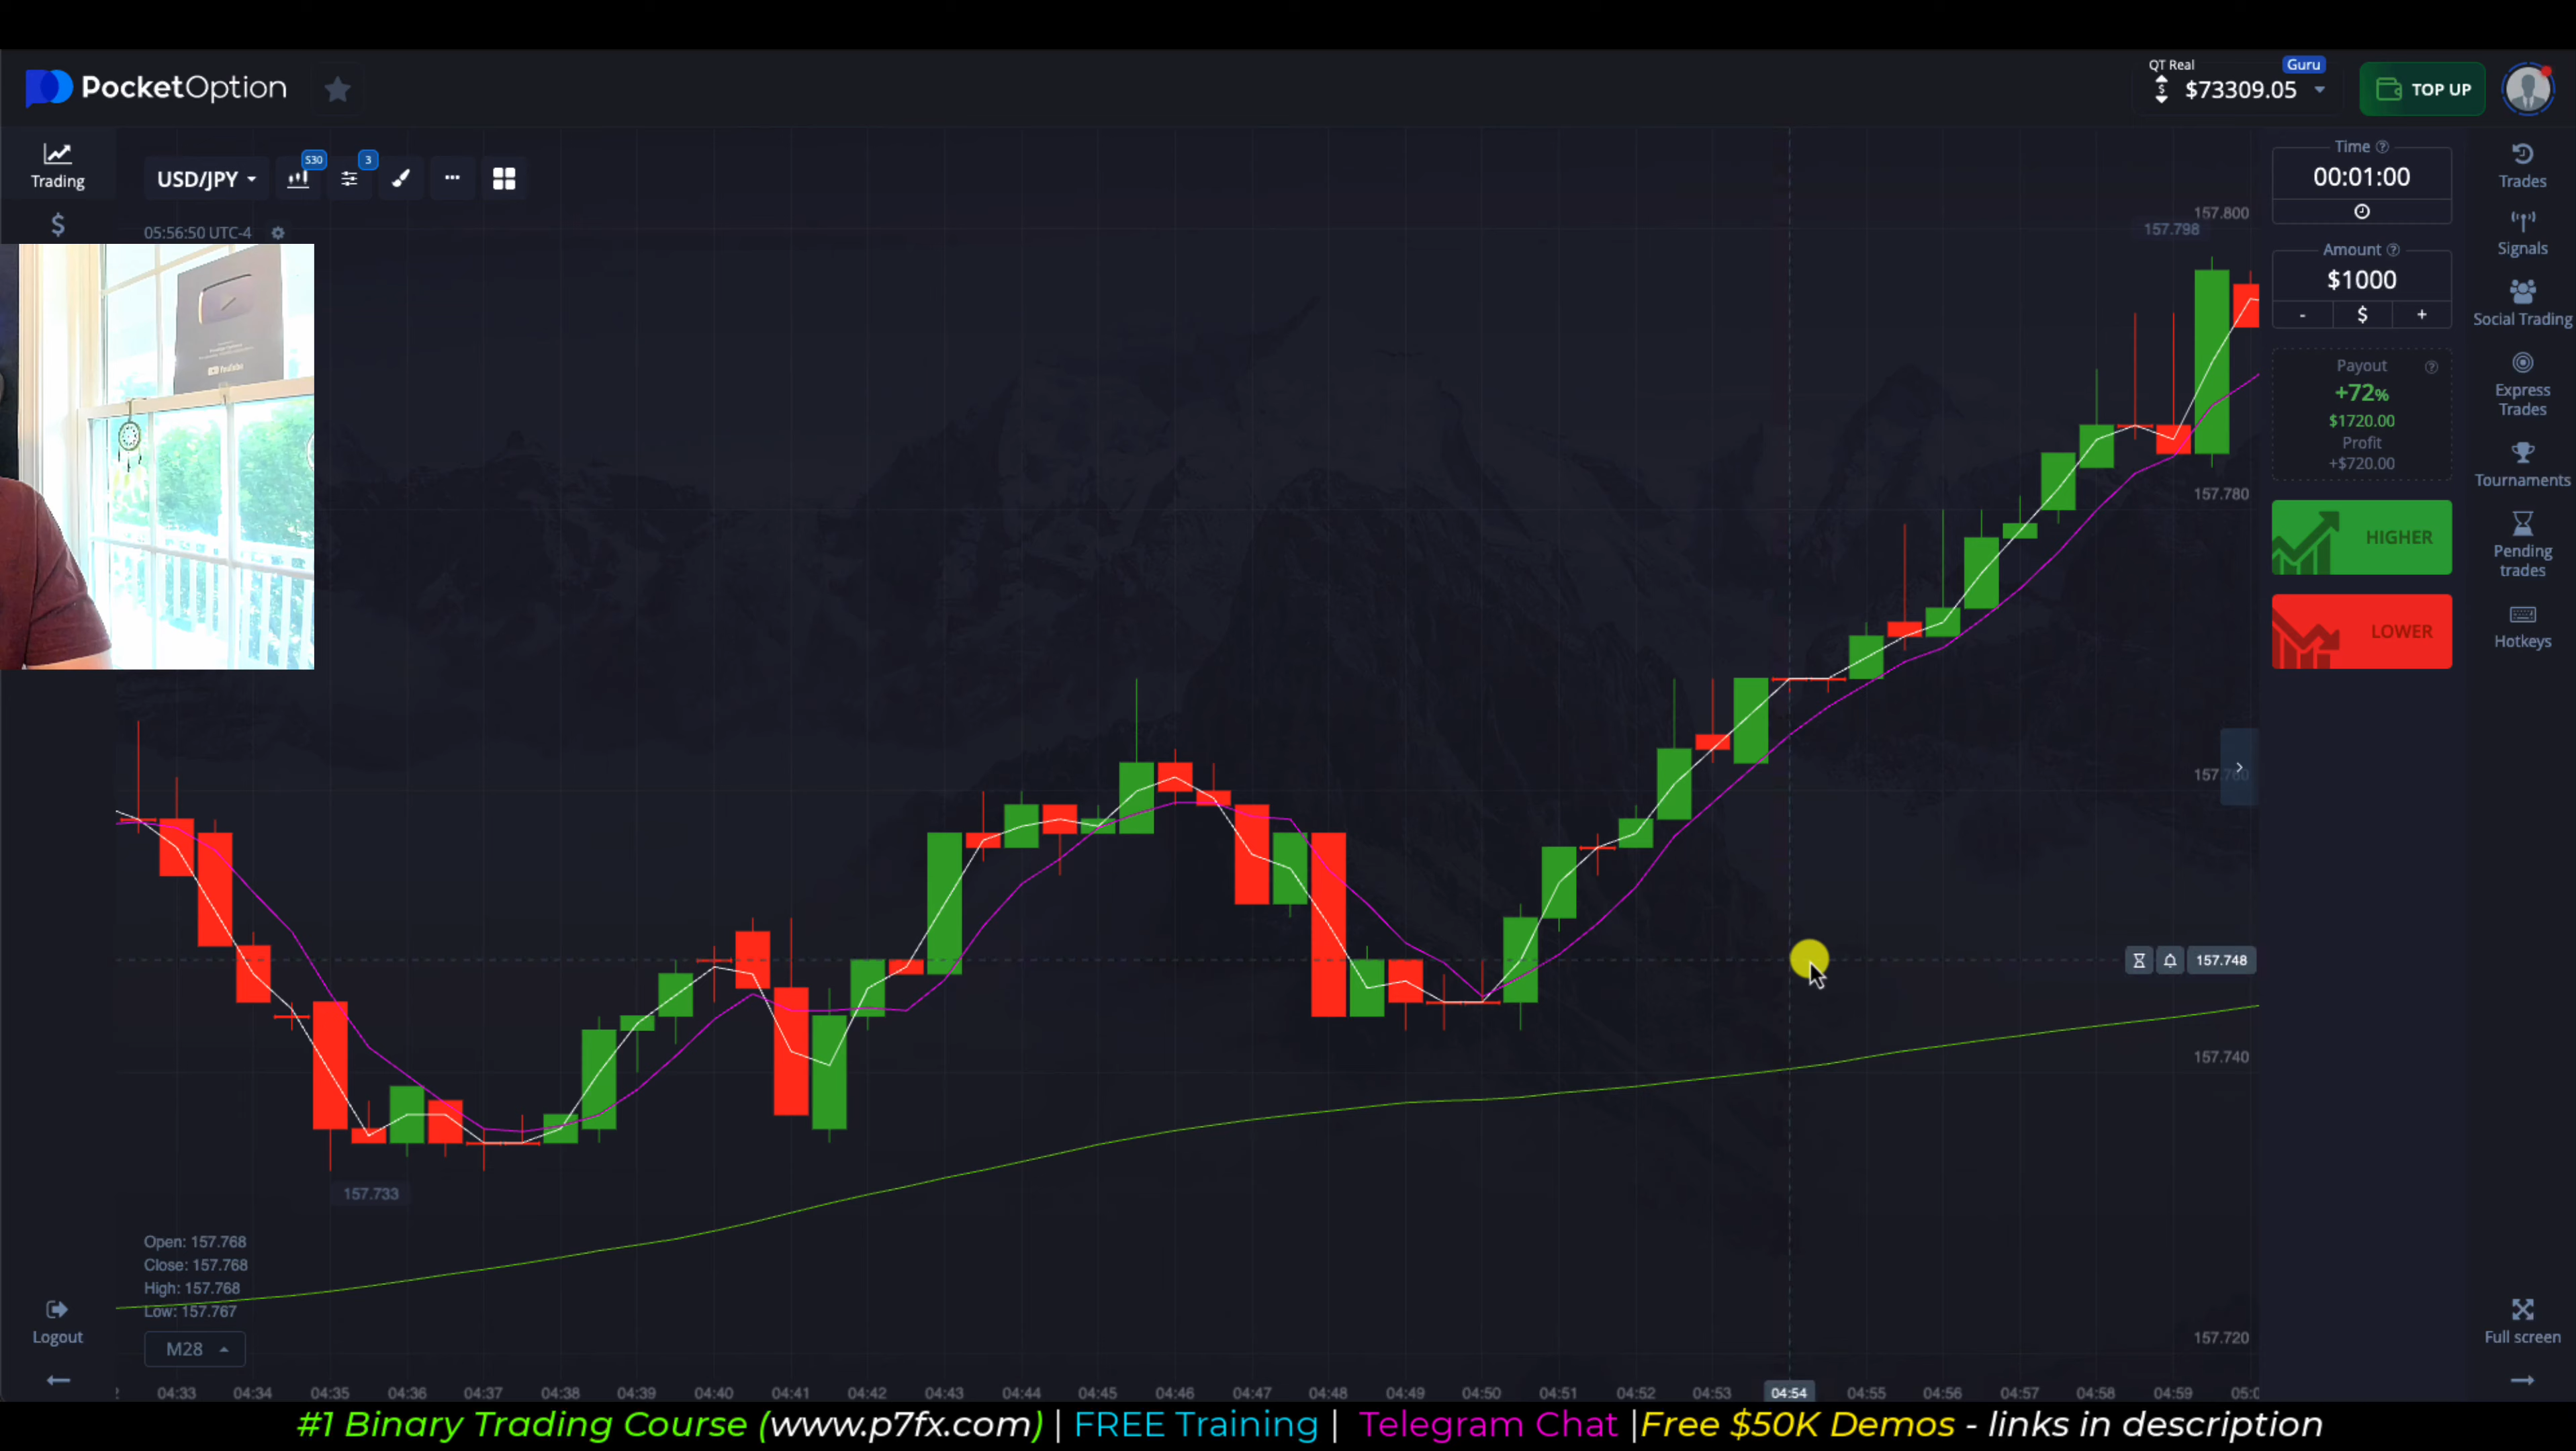 PocketOption
QT Real
Guru
$73309.05
TOP UP
Trading
USD/JPY
S30
3
05:56:50 UTC-4
YouTube
Time
00:01:00
Amount
$1000
- $ +
Payout
+72%
$1720.00
Profit
+$720.00
HIGHER
LOWER
Trades
Signals
Social Trading
Express
Trades
Tournaments
Pending
trades
Hotkeys
157.800
157.798
157.780
157.760
157.748
157.740
157.720
157.733
Open: 157.768
Close: 157.768
High: 157.768
Low: 157.767
M28
Logout
Full screen
04:33 04:34 04:35 04:36 04:37 04:38 04:39 04:40 04:41 04:42 04:43 04:44 04:45 04:46 04:47 04:48 04:49 04:50 04:51 04:52 04:53 04:54 04:55 04:56 04:57 04:58 04:59
#1 Binary Trading Course (www.p7fx.com) | FREE Training | Telegram Chat |Free $50K Demos - links in description